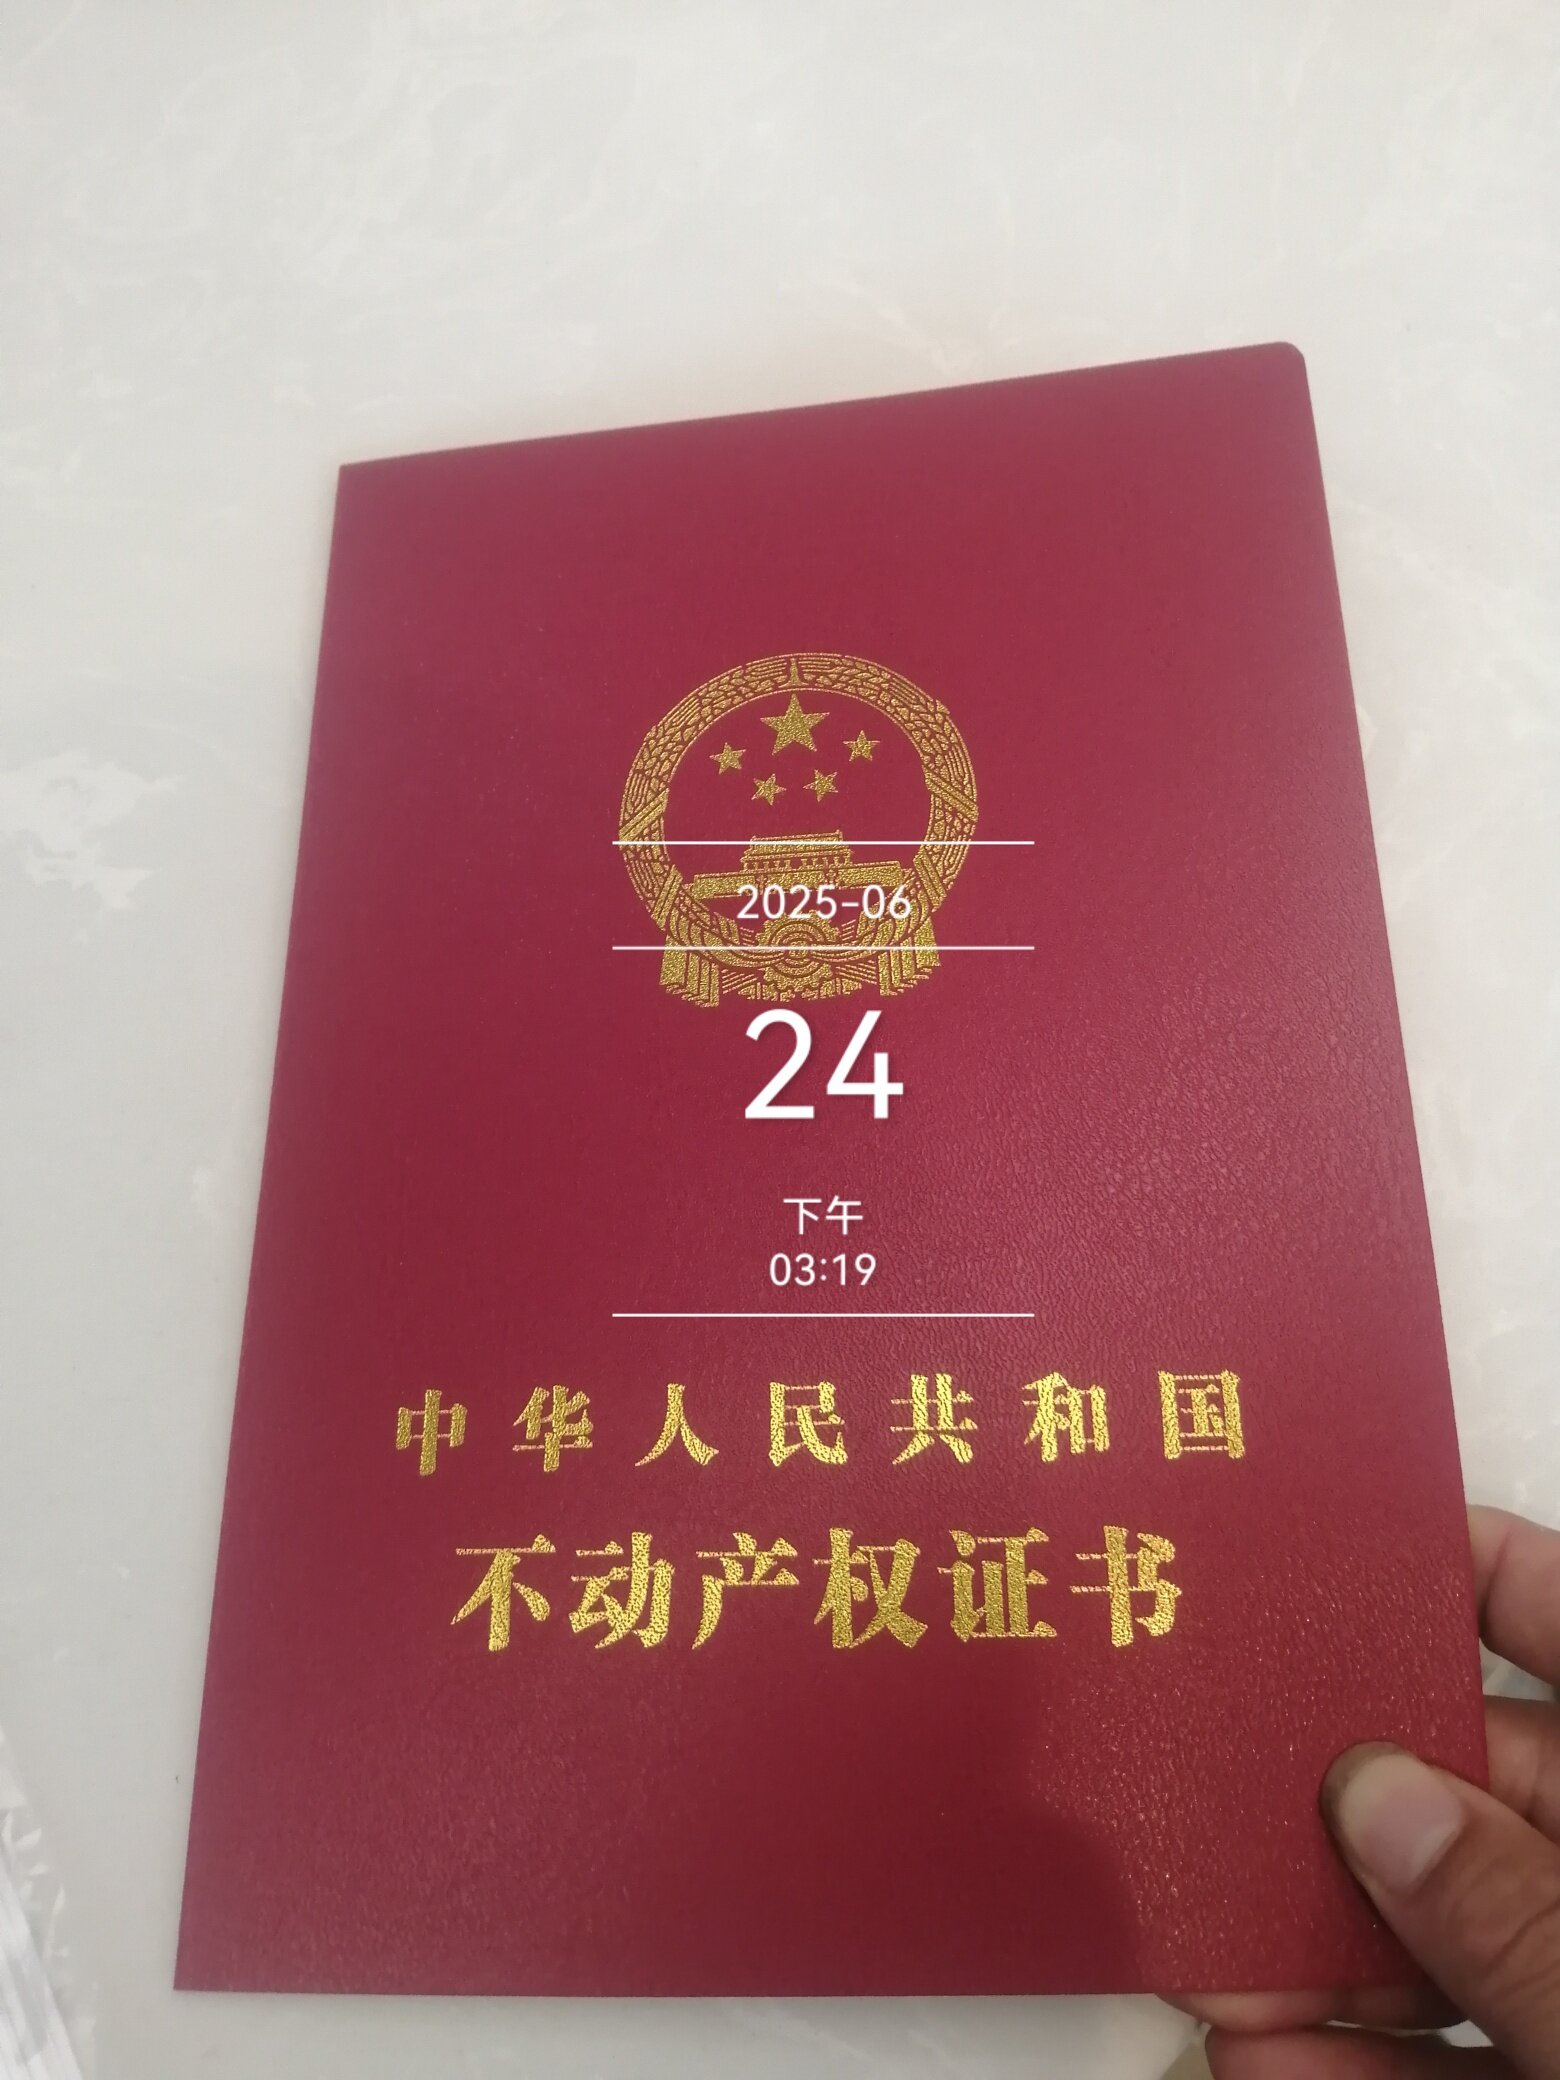 2025-06
24
下午
03:19
中华人民共和国
不动产权证书